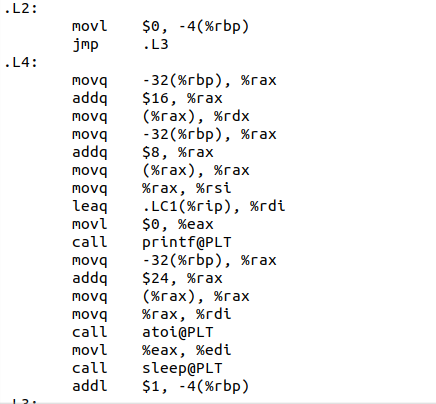 .L2:
movl $0, -4(%rbp)
jmp .L3
.L4:
movq -32(%rbp), %rax
addq $16, %rax
movq (%rax), %rdx
movq -32(%rbp), %rax
addq $8, %rax
movq (%rax), %rax
movq %rax, %rsi
leaq .LC1(%rip), %rdi
movl $0, %eax
call printf@PLT
movq -32(%rbp), %rax
addq $24, %rax
movq (%rax), %rax
movq %rax, %rdi
call atoi@PLT
movl %eax, %edi
call sleep@PLT
addl $1, -4(%rbp)